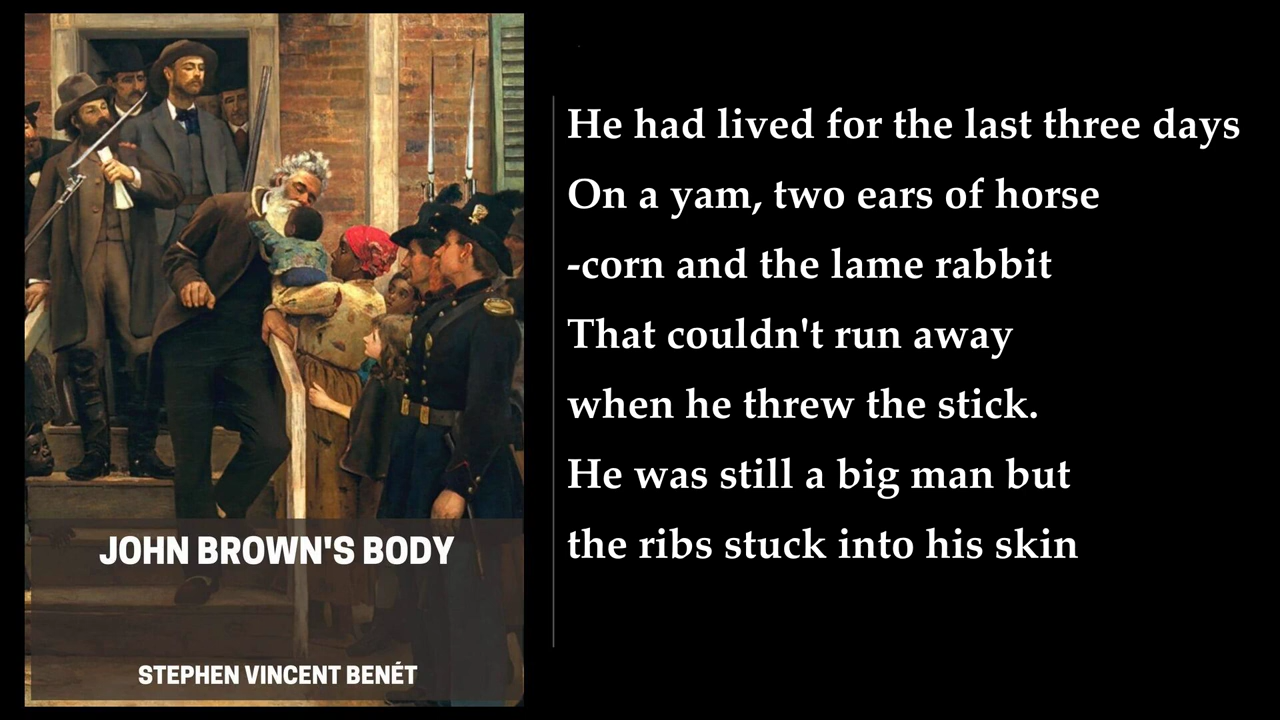 He had lived for the last three days
On a yam, two ears of horse
-corn and the lame rabbit
That couldn't run away
when he threw the stick.
He was still a big man but
the ribs stuck into his skin
JOHN BROWN'S BODY
STEPHEN VINCENT BENÉT